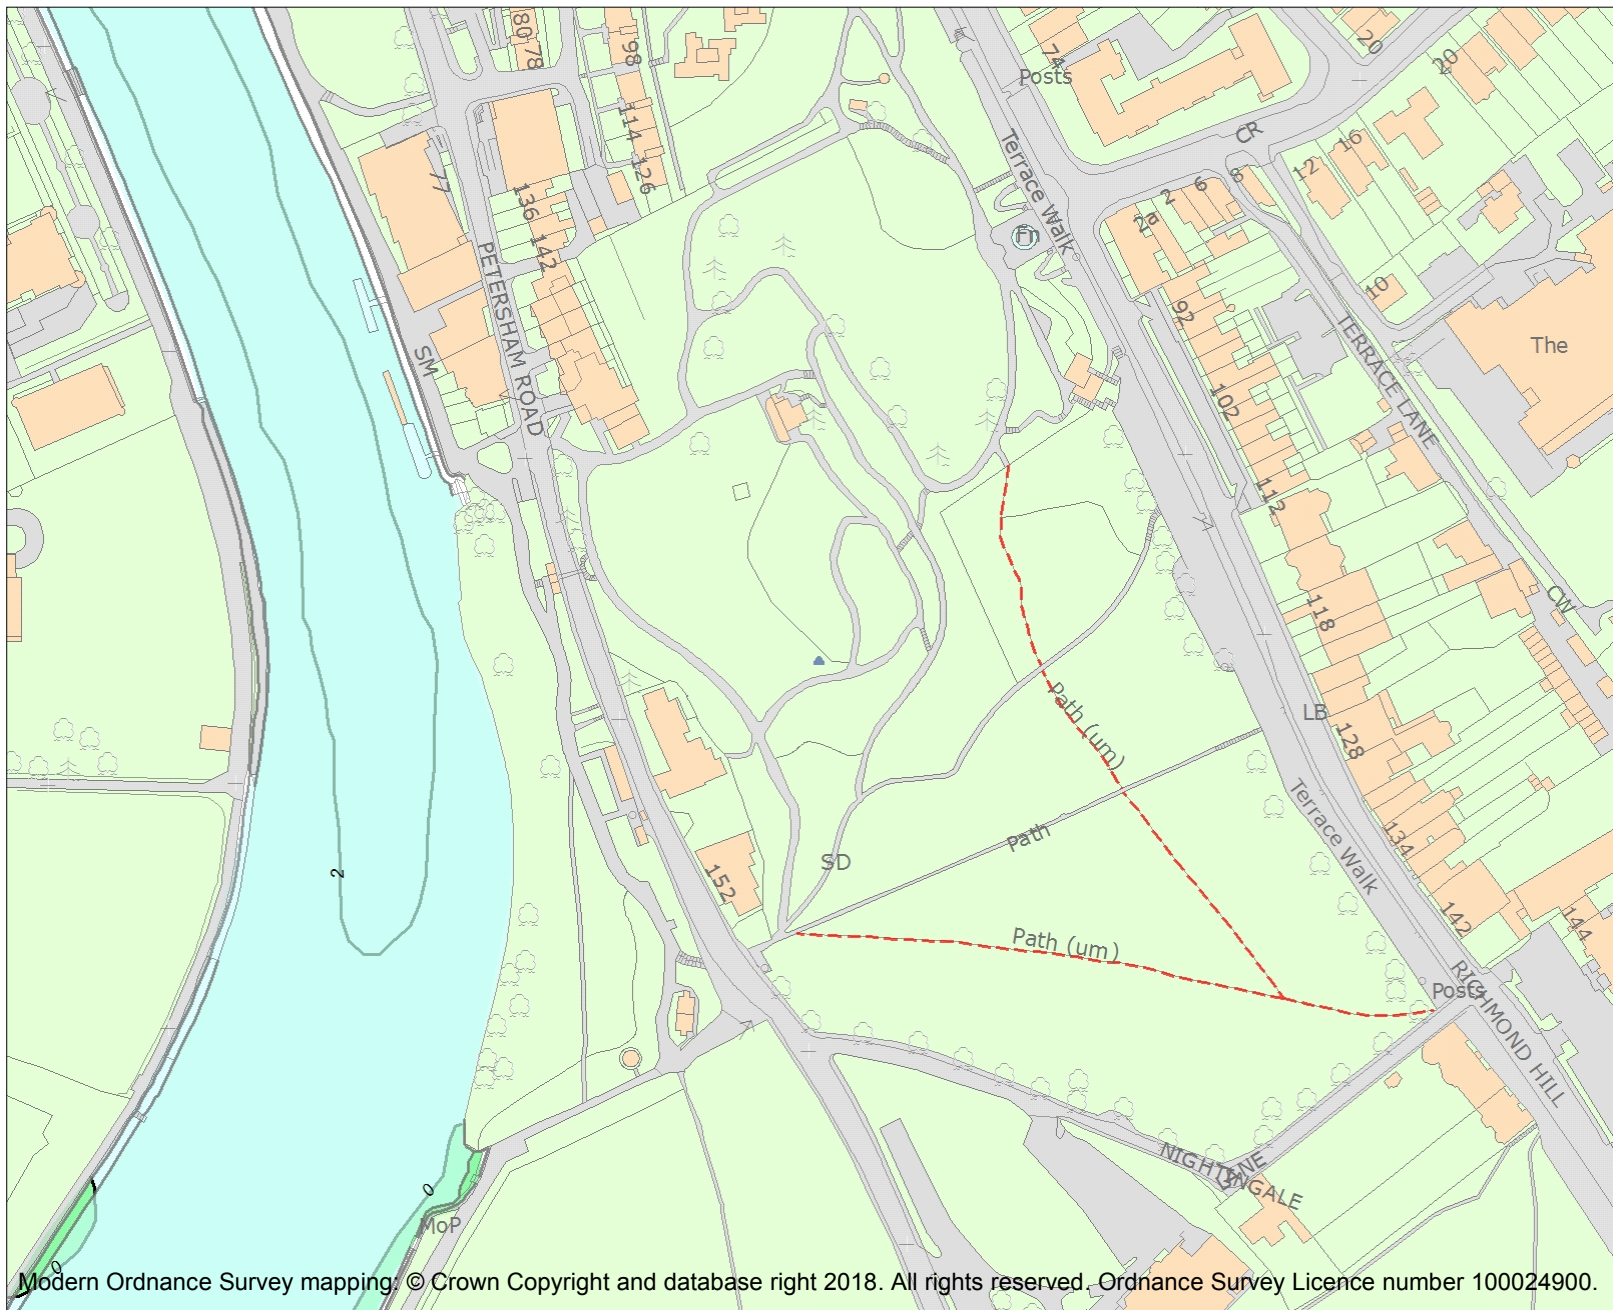 80
78
98
74
Posts
20
20
114
126
77
136
142
Terrace Walk
CR
16
12
8
6
2
2a
Fn
PETERSHAM ROAD
SM
92
10
The
TERRACE LANE
102
112
118
CW
Path (um)
LB
128
Terrace Walk
134
Path
SD
152
2
142
144
Path (um)
RICHMOND HILL
Posts
NIGHTINGALE
LANE
0
MoP
0
Modern Ordnance Survey mapping: © Crown Copyright and database right 2018. All rights reserved. Ordnance Survey Licence number 100024900.